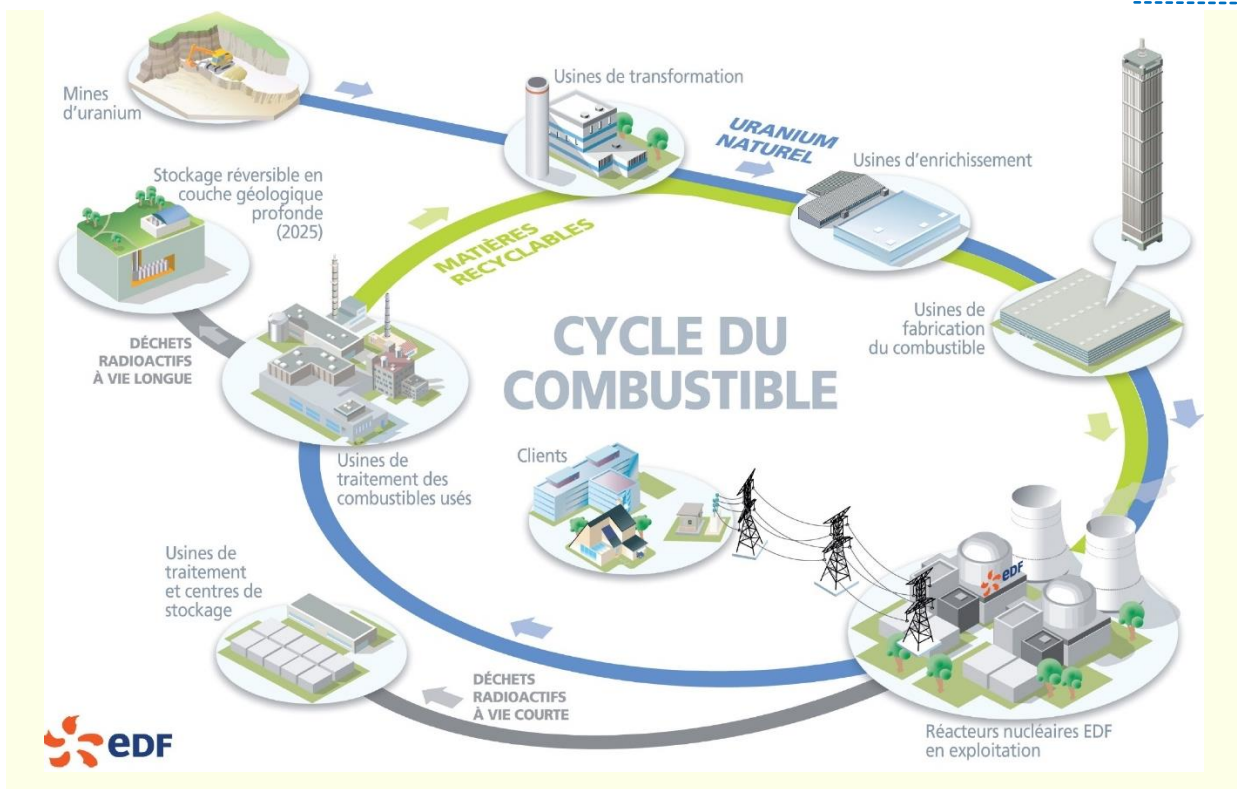 Mines
d'uranium
Usines de transformation
URANIUM
NATUREL
Usines d'enrichissement
Stockage réversible en
couche géologique
profonde
(2025)
MATIÈRES
RECYCLABLES
Usines de
fabrication
du combustible
DÉCHETS
RADIOACTIFS
À VIE LONGUE
CYCLE DU
COMBUSTIBLE
Usines de
traitement des
combustibles usés
Clients
Usines de
traitement
et centres de
stockage
eDF
DÉCHETS
RADIOACTIFS
À VIE COURTE
Réacteurs nucléaires EDF
en exploitation
eDF